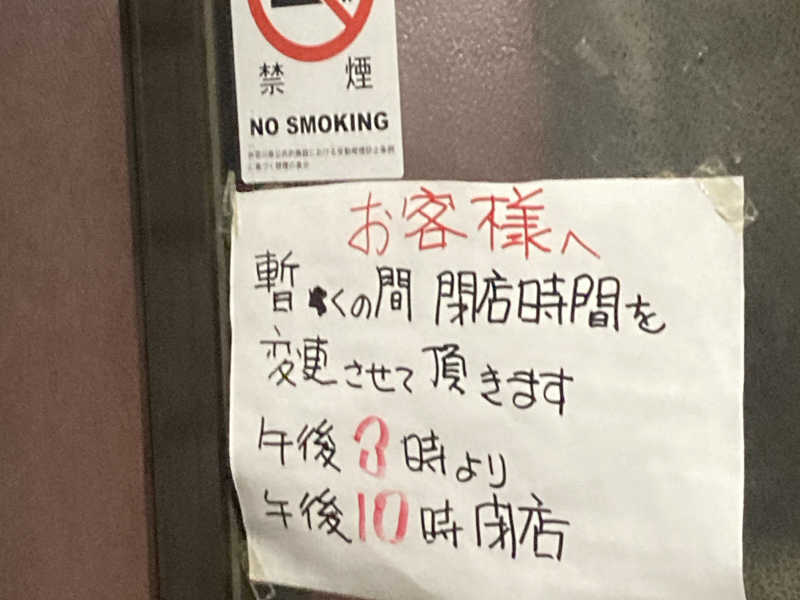 禁煙
NO SMOKING
お客様へ
暫くの間 閉店時間を
変更させて頂きます
午後3時より
午後10時閉店